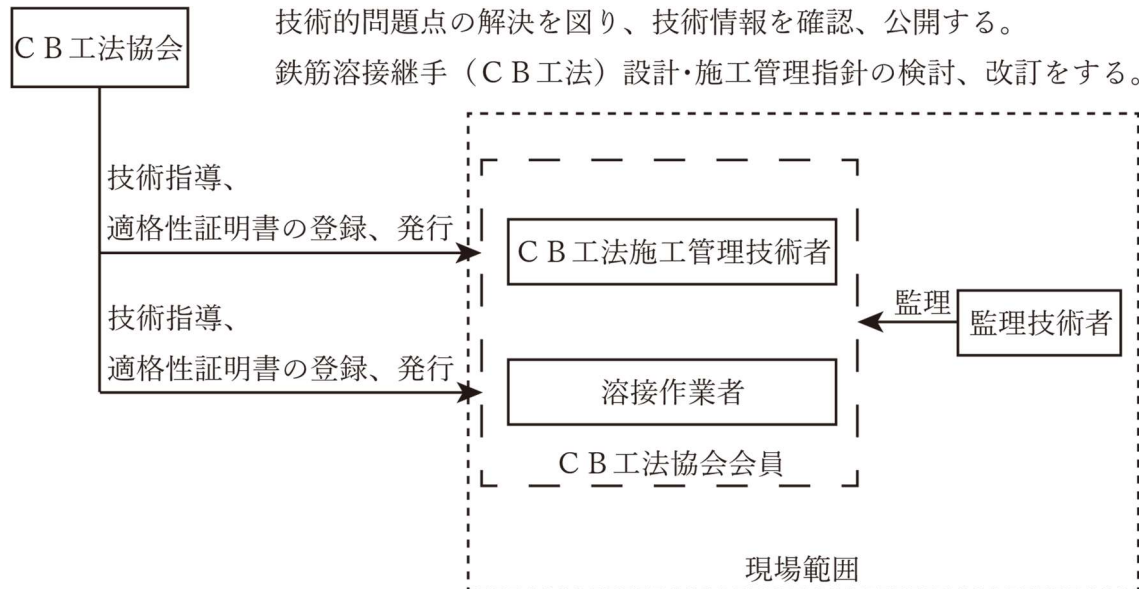 CB工法協会
技術的問題点の解決を図り、技術情報を確認、公開する。
鉄筋溶接継手（CB工法）設計・施工管理指針の検討、改訂をする。
技術指導、
適格性証明書の登録、発行
CB工法施工管理技術者
監理
監理技術者
技術指導、
適格性証明書の登録、発行
溶接作業者
CB工法協会会員
現場範囲